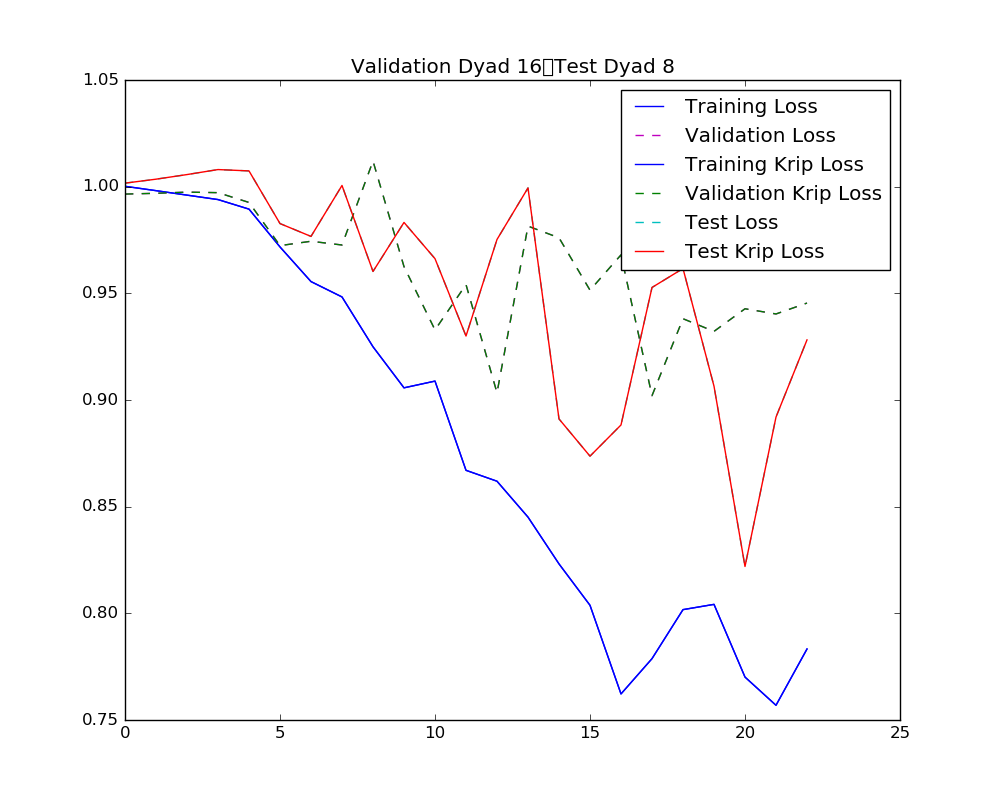 Validation Dyad 16▯Test Dyad 8
1.05
1.00
0.95
0.90
0.85
0.80
0.75
0
5
10
15
20
25
Training Loss
Validation Loss
Training Krip Loss
Validation Krip Loss
Test Loss
Test Krip Loss